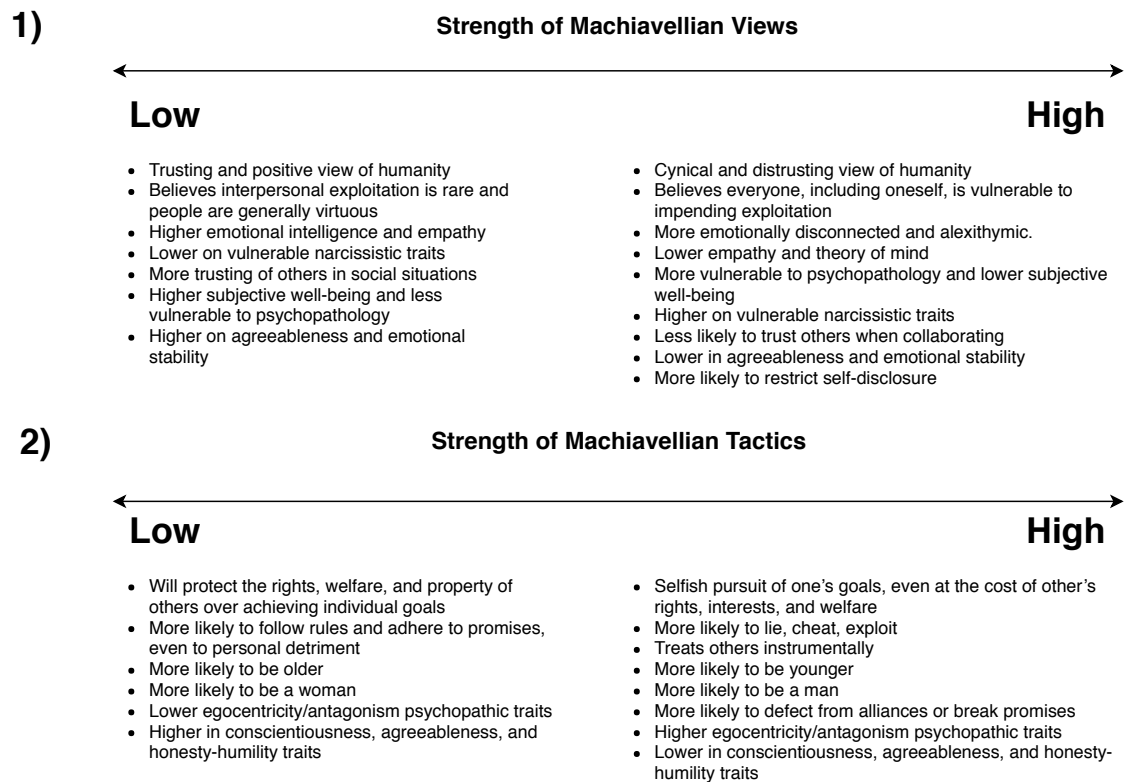 1)
Strength of Machiavellian Views
Low
High
• Trusting and positive view of humanity
• Believes interpersonal exploitation is rare and
people are generally virtuous
• Higher emotional intelligence and empathy
• Lower on vulnerable narcissistic traits
• More trusting of others in social situations
• Higher subjective well-being and less
vulnerable to psychopathology
• Higher on agreeableness and emotional
stability
• Cynical and distrusting view of humanity
• Believes everyone, including oneself, is vulnerable to
impending exploitation
• More emotionally disconnected and alexithymic.
• Lower empathy and theory of mind
• More vulnerable to psychopathology and lower subjective
well-being
• Higher on vulnerable narcissistic traits
• Less likely to trust others when collaborating
• Lower in agreeableness and emotional stability
• More likely to restrict self-disclosure
2)
Strength of Machiavellian Tactics
Low
High
• Will protect the rights, welfare, and property of
others over achieving individual goals
• More likely to follow rules and adhere to promises,
even to personal detriment
• More likely to be older
• More likely to be a woman
• Lower egocentricity/antagonism psychopathic traits
• Higher in conscientiousness, agreeableness, and
honesty-humility traits
• Selfish pursuit of one's goals, even at the cost of other's
rights, interests, and welfare
• More likely to lie, cheat, exploit
• Treats others instrumentally
• More likely to be younger
• More likely to be a man
• More likely to defect from alliances or break promises
• Higher egocentricity/antagonism psychopathic traits
• Lower in conscientiousness, agreeableness, and honesty-
humility traits